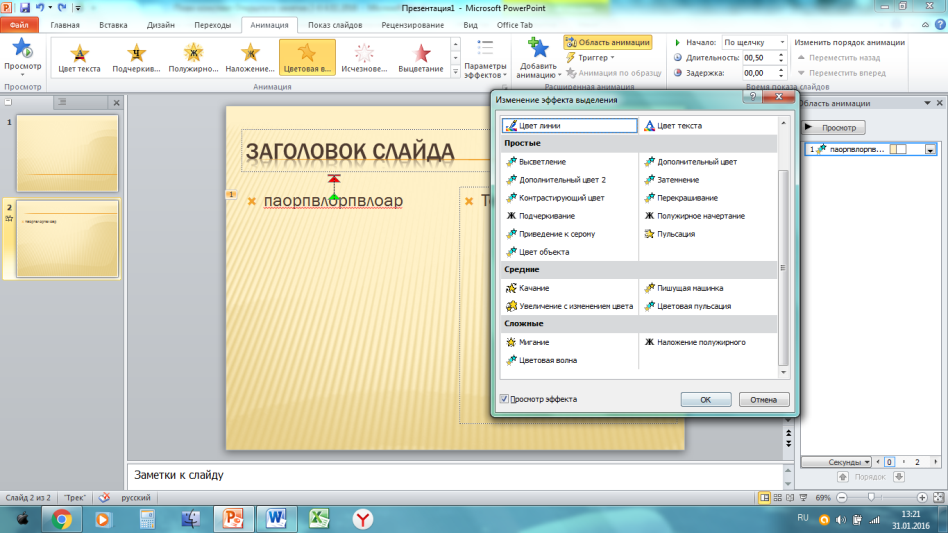 Презентация1 - Microsoft PowerPoint
Файл Главная Вставка Дизайн Переходы Анимация Показ слайдов Рецензирование Вид Office Tab
Просмотр
Просмотр
Цвет текста Подчеркив... Полужирно... Наложение... Цветовая в... Исчезнове... Выцветание
Анимация
Параметры эффектов
Добавить анимацию
Область анимации
Триггер
Анимация по образцу
Расширенная анимация
Начало: По щелчку
Длительность: 00,50
Задержка: 00,00
Время показа слайдов
Изменить порядок анимации
Переместить назад
Переместить вперед
1
2
ЗАГОЛОВОК СЛАЙДА
1
паорпвлорпвлоар
Изменение эффекта выделения
Цвет линии Цвет текста
Простые
Высветление Дополнительный цвет
Дополнительный цвет 2 Затемнение
Контрастирующий цвет Перекрашивание
Подчеркивание Полужирное начертание
Приведение к серому Пульсация
Цвет объекта
Средние
Качание Пишущая машинка
Увеличение с изменением цвета Цветовая пульсация
Сложные
Мигание Наложение полужирного
Цветовая волна
Просмотр эффекта ОК Отмена
Область анимации
Просмотр
1 паорпвлорпв...
Секунды 0 2
Порядок
Заметки к слайду
Слайд 2 из 2 "Трек" русский 69%
RU 13:21
31.01.2016